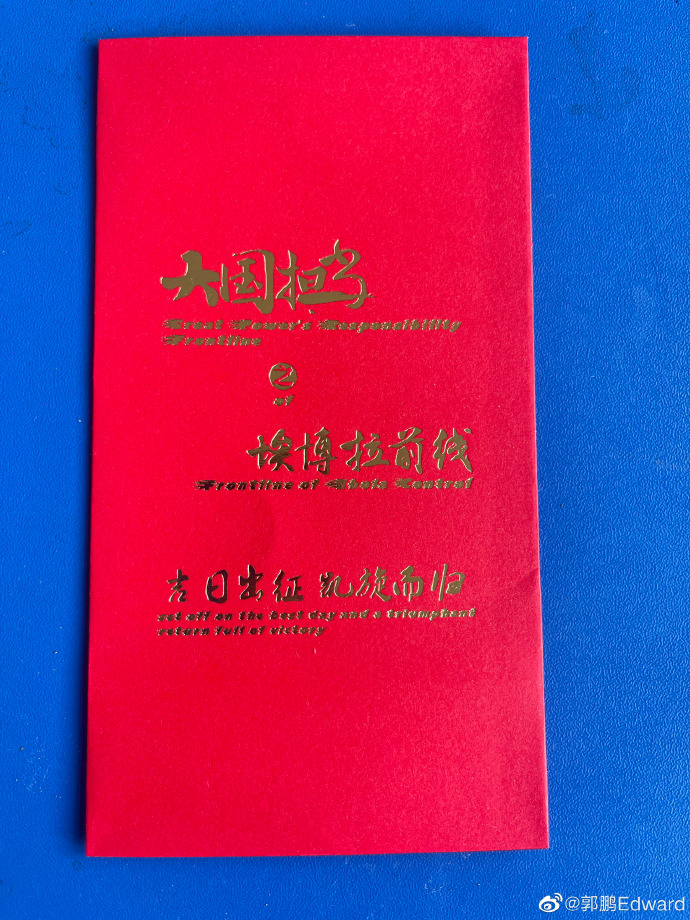 大国担当
Great Power's Responsibility
Frontline
之
of
埃博拉前线
Frontline of Ebola Control
吉日出征 凯旋而归
set off on the best day and a triumphant
return full of victory
@郭鹏Edward